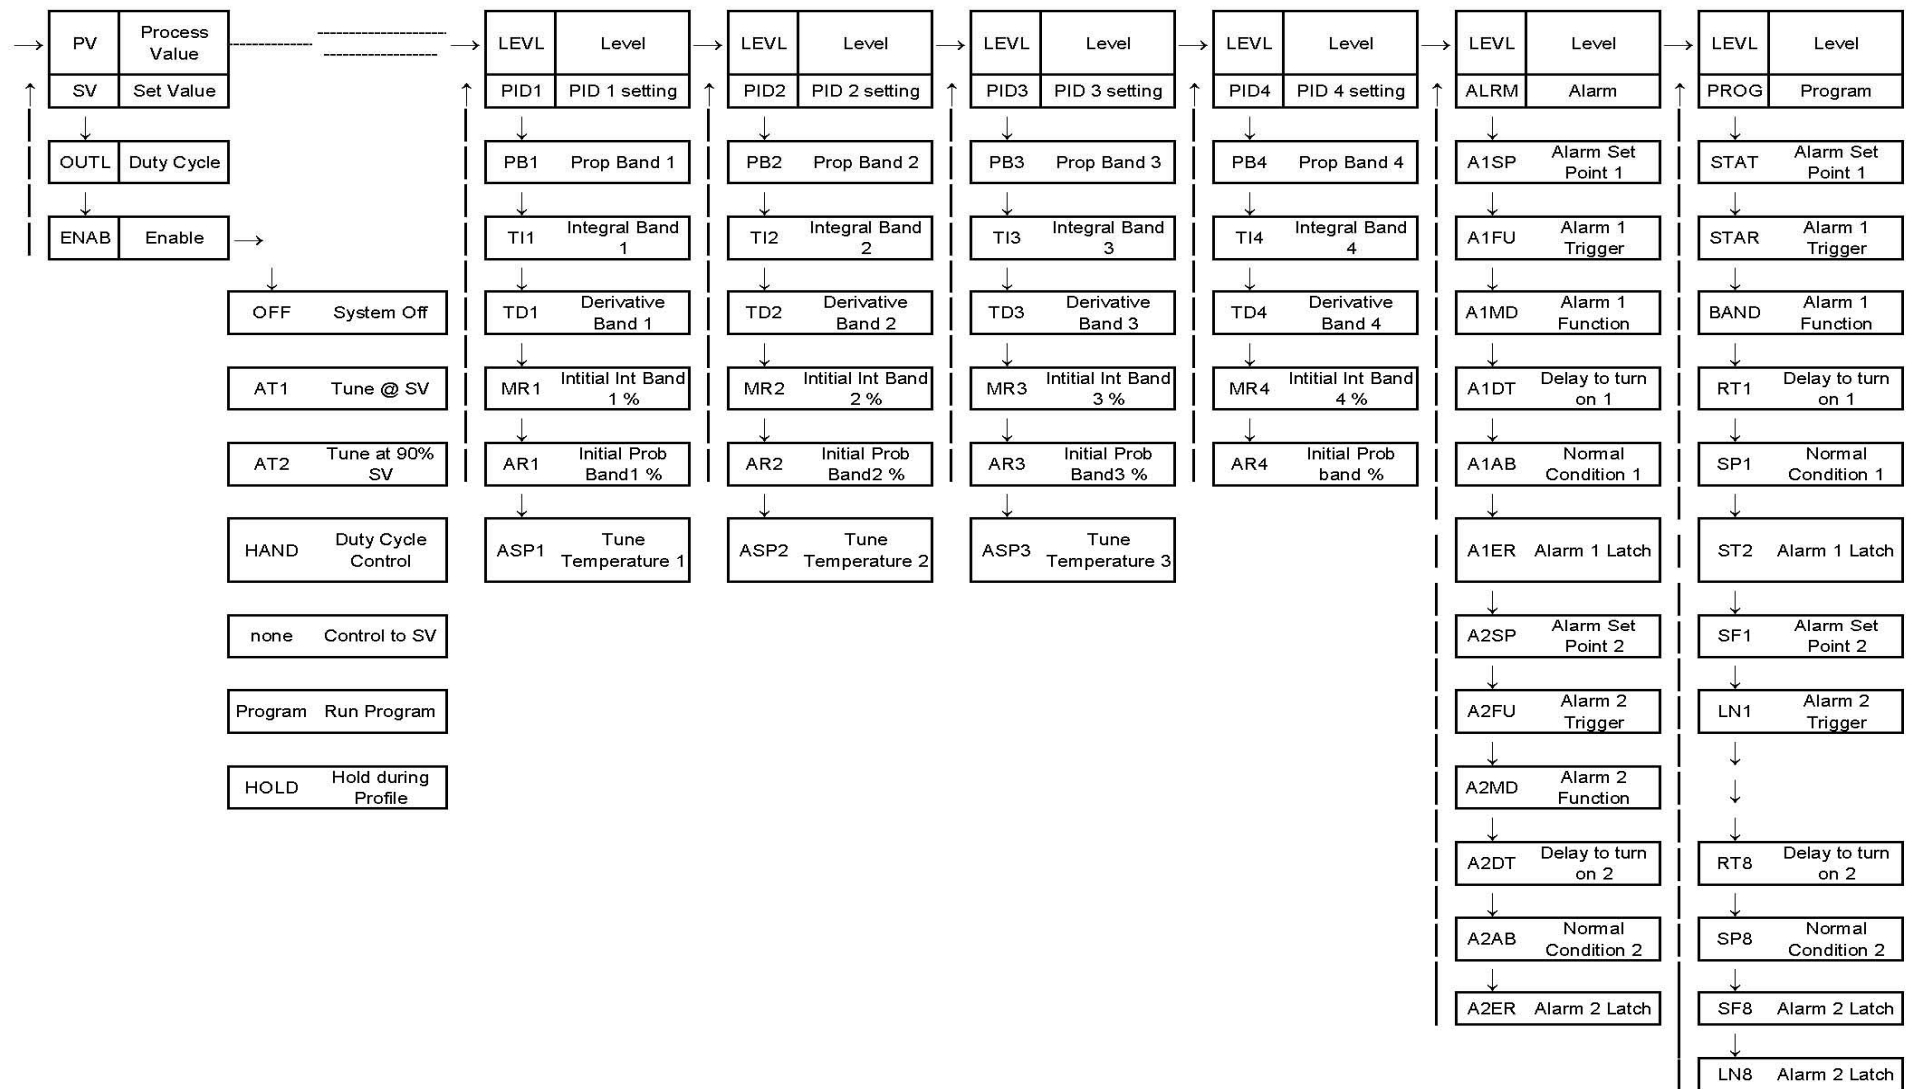 PV Process Value
SV Set Value
OUTL Duty Cycle
ENAB Enable
OFF System Off
AT1 Tune @ SV
AT2 Tune at 90% SV
HAND Duty Cycle Control
none Control to SV
Program Run Program
HOLD Hold during Profile
LEVL Level
PID1 PID 1 setting
PB1 Prop Band 1
TI1 Integral Band 1
TD1 Derivative Band 1
MR1 Intitial Int Band 1 %
AR1 Initial Prob Band1 %
ASP1 Tune Temperature 1
LEVL Level
PID2 PID 2 setting
PB2 Prop Band 2
TI2 Integral Band 2
TD2 Derivative Band 2
MR2 Intitial Int Band 2 %
AR2 Initial Prob Band2 %
ASP2 Tune Temperature 2
LEVL Level
PID3 PID 3 setting
PB3 Prop Band 3
TI3 Integral Band 3
TD3 Derivative Band 3
MR3 Intitial Int Band 3 %
AR3 Initial Prob Band3 %
ASP3 Tune Temperature 3
LEVL Level
PID4 PID 4 setting
PB4 Prop Band 4
TI4 Integral Band 4
TD4 Derivative Band 4
MR4 Intitial Int Band 4 %
AR4 Initial Prob band %
LEVL Level
ALRM Alarm
A1SP Alarm Set Point 1
A1FU Alarm 1 Trigger
A1MD Alarm 1 Function
A1DT Delay to turn on 1
A1AB Normal Condition 1
A1ER Alarm 1 Latch
A2SP Alarm Set Point 2
A2FU Alarm 2 Trigger
A2MD Alarm 2 Function
A2DT Delay to turn on 2
A2AB Normal Condition 2
A2ER Alarm 2 Latch
LEVL Level
PROG Program
STAT Alarm Set Point 1
STAR Alarm 1 Trigger
BAND Alarm 1 Function
RT1 Delay to turn on 1
SP1 Normal Condition 1
ST2 Alarm 1 Latch
SF1 Alarm Set Point 2
LN1 Alarm 2 Trigger
RT8 Delay to turn on 2
SP8 Normal Condition 2
SF8 Alarm 2 Latch
LN8 Alarm 2 Latch